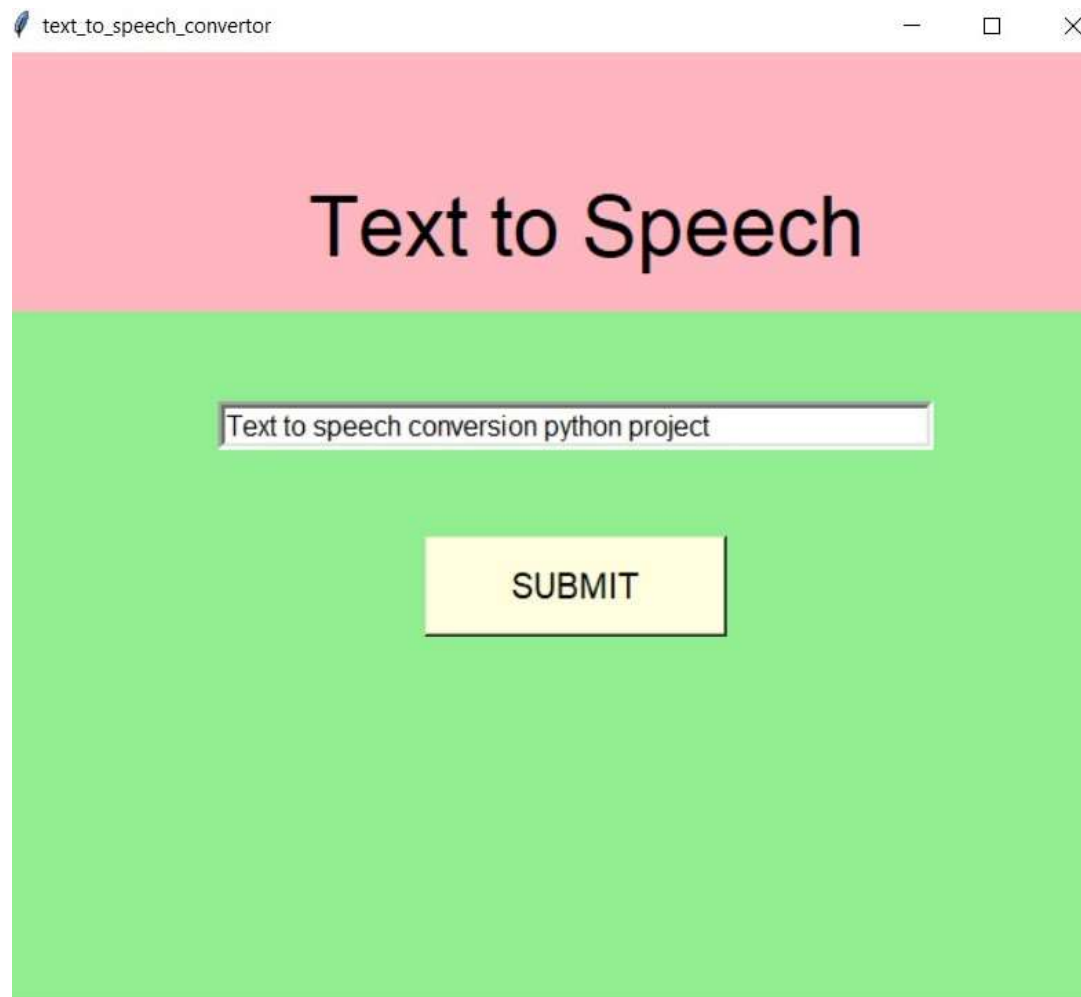 text_to_speech_convertor
Text to Speech
Text to speech conversion python project
SUBMIT